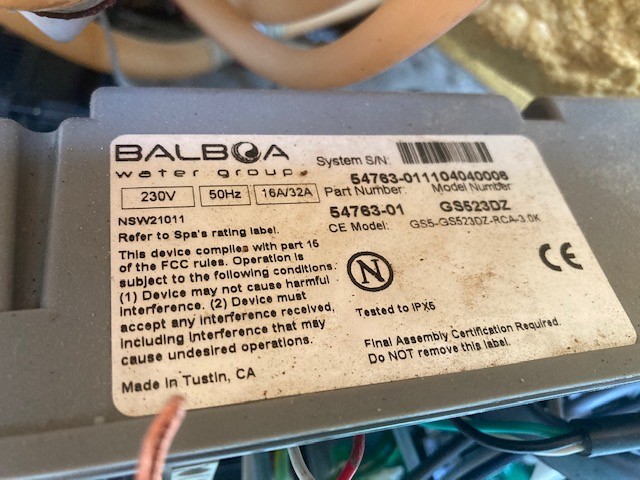 BALBOA
water group
System S/N:
54763-011104040008
230V
50Hz
16A/32A
Part Number: Model Number
54763-01 GS523DZ
NSW21011
CE Model: GS5-GS523DZ-RCA-3.0K
Refer to Spa's rating label.
This device complies with part 15
of the FCC rules. Operation is
subject to the following conditions.
(1) Device may not cause harmful
interference. (2) Device must
accept any interference received,
including interference that may
cause undesired operations.
N
CE
Tested to IPX5
Final Assembly Certification Required.
Do NOT remove this label.
Made in Tustin, CA